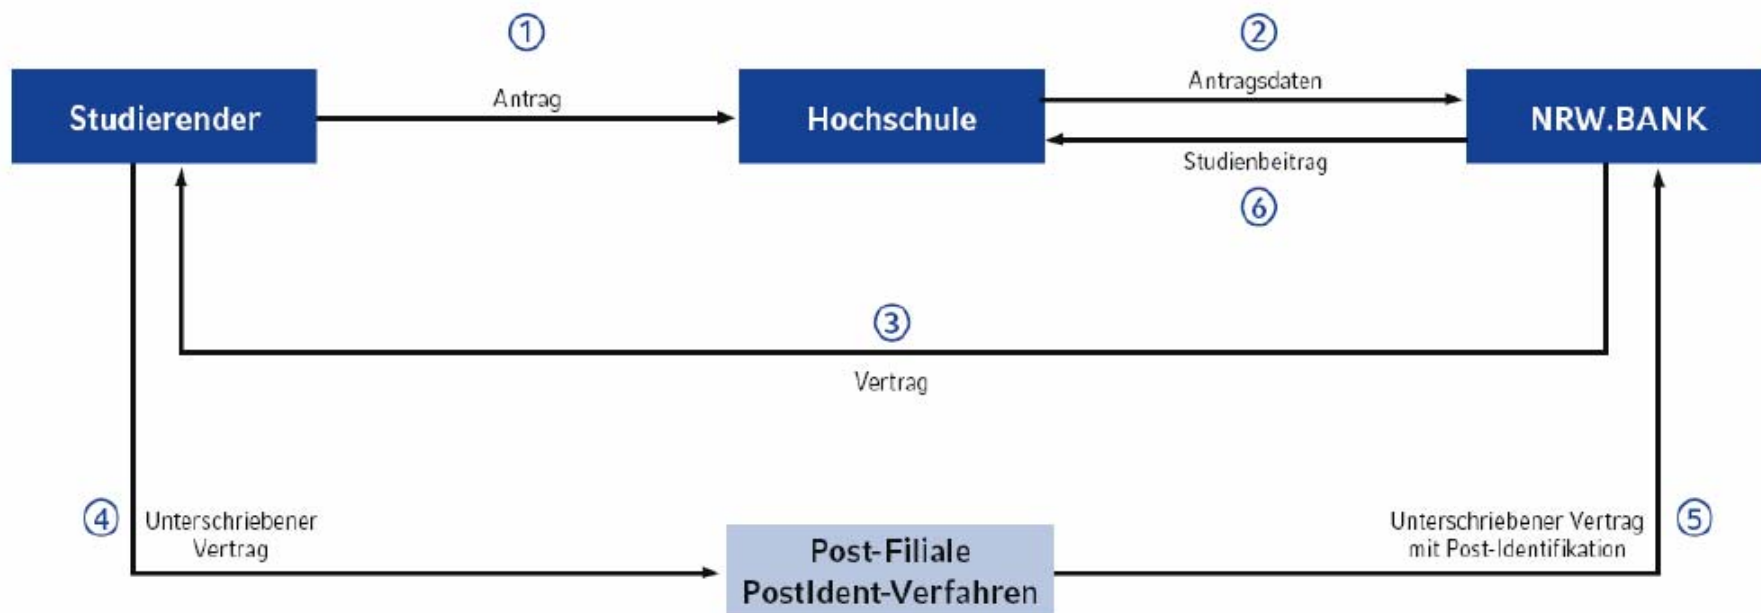 ①
②
Studierender
Antrag
Hochschule
Antragsdaten
NRW.BANK
Studienbeitrag
⑥
③
Vertrag
④
Unterschriebener
Vertrag
Post-Filiale
PostIdent-Verfahren
Unterschriebener Vertrag
mit Post-Identifikation
⑤